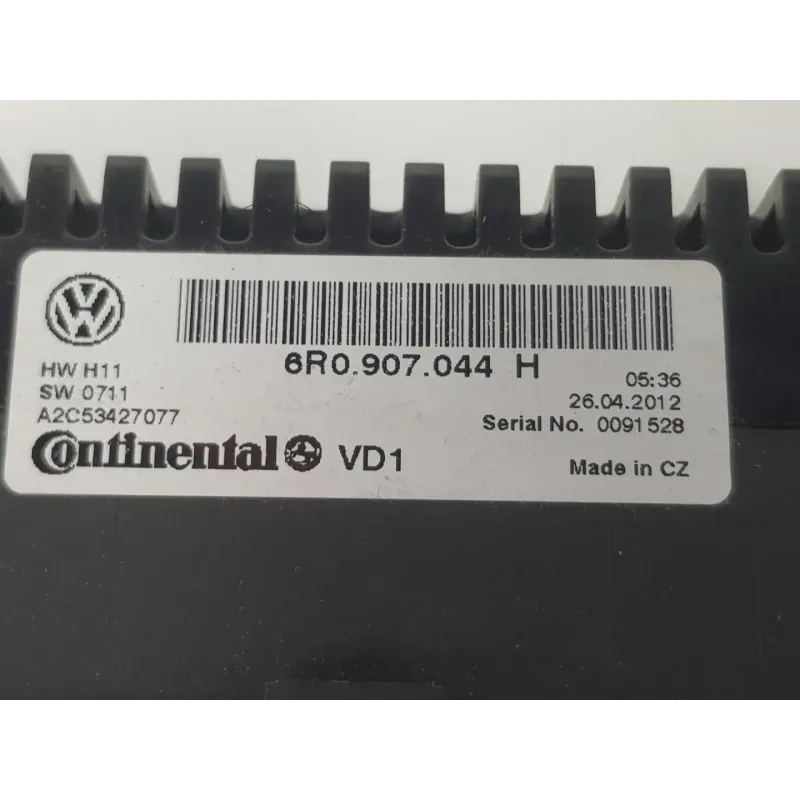 6R0.907.044 H
HW H11
SW 0711
A2C53427077
05:36
26.04.2012
Serial No. 0091528
Continental VD1
Made in CZ